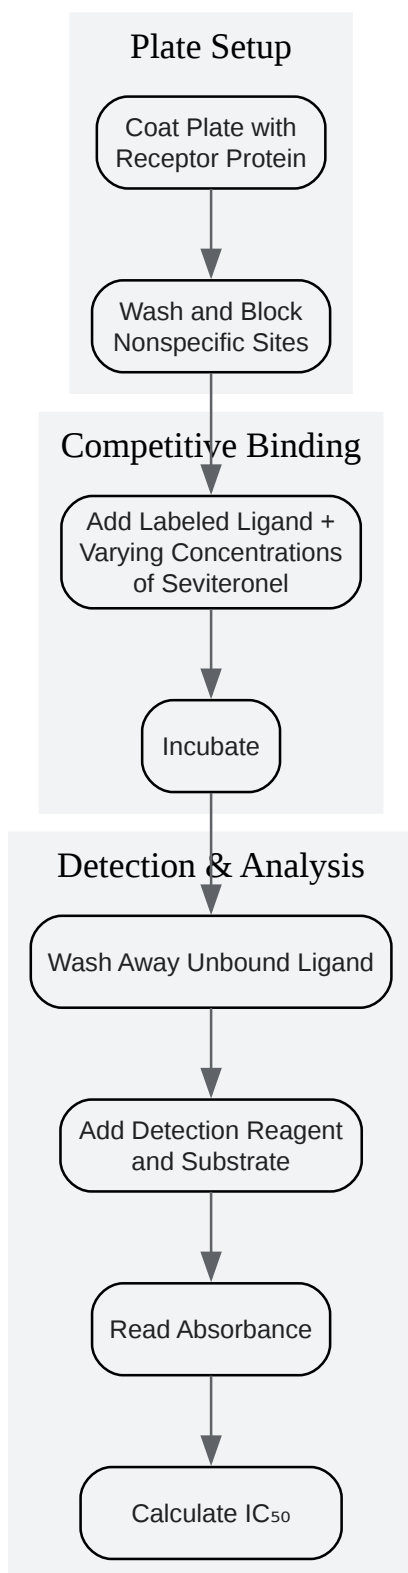 Plate Setup
Coat Plate with
Receptor Protein
Wash and Block
Nonspecific Sites
Competitive Binding
Add Labeled Ligand +
Varying Concentrations
of Seviteronel
Incubate
Detection & Analysis
Wash Away Unbound Ligand
Add Detection Reagent
and Substrate
Read Absorbance
Calculate IC₅₀